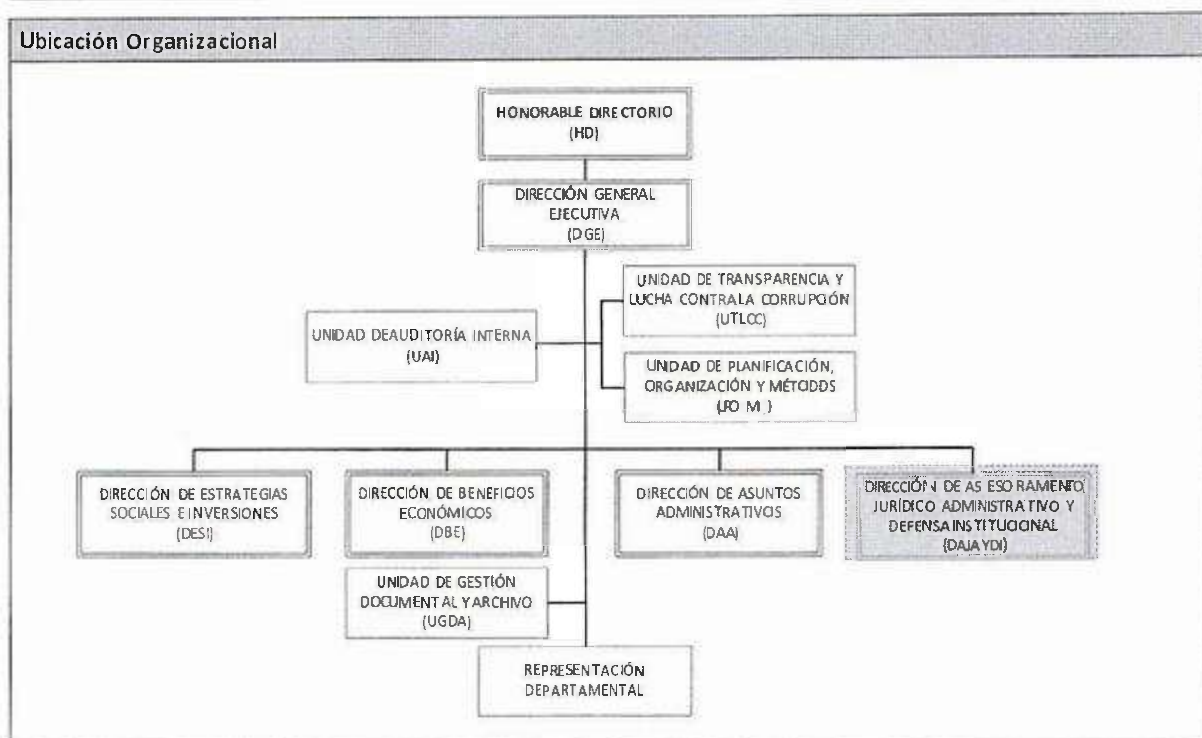 Ubicación Organizacional
HONORABLE DIRECTORIO
(HD)
DIRECCIÓN GENERAL
EJECUTIVA
(DGE)
UNIDAD DE TRANSPARENCIA Y
LUCHA CONTRA LA CORRUPCIÓN
(UTLCC)
UNIDAD DE AUDITORÍA INTERNA
(UAI)
UNIDAD DE PLANIFICACIÓN,
ORGANIZACIÓN Y MÉTODOS
DIRECCIÓN DE ESTRATEGIAS
SOCIALES E INVERSIONES
(DESI)
DIRECCIÓN DE BENEFICIOS
ECONÓMICOS
(DBE)
DIRECCIÓN DE ASUNTOS
ADMINISTRATIVOS
(DAA)
DIRECCIÓN DE ASESORAMIENTO
JURÍDICO ADMINISTRATIVO Y
DEFENSA INSTITUCIONAL
(DAJAYDI)
UNIDAD DE GESTIÓN
DOCUMENTAL Y ARCHIVO
(UGDA)
REPRESENTACIÓN
DEPARTAMENTAL